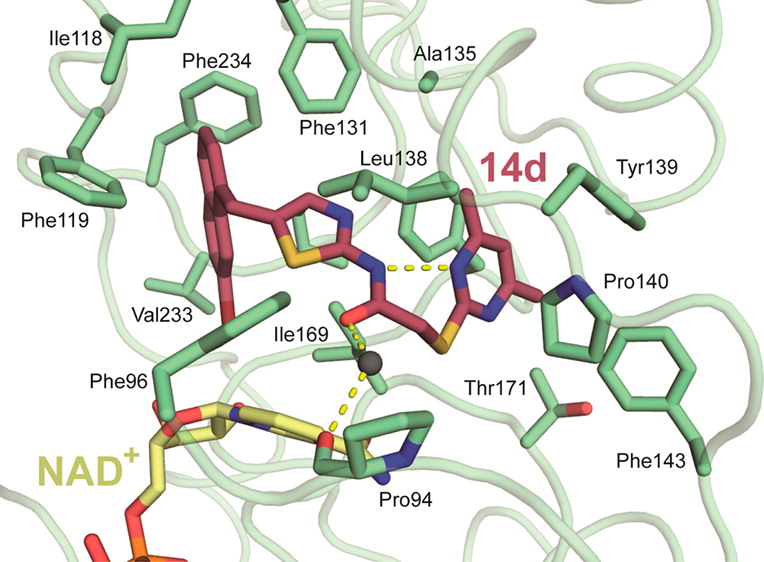 Ile118
Phe234
Ala135
Phe131
Leu138
14d
Tyr139
Phe119
Val233
Pro140
Ile169
Phe96
Thr171
NAD+
Phe143
Pro94